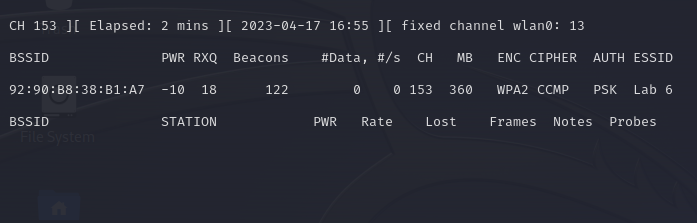 CH 153 ][ Elapsed: 2 mins ][ 2023-04-17 16:55 ][ fixed channel wlan0: 13
BSSID PWR RXQ Beacons #Data, #/s CH MB ENC CIPHER AUTH ESSID
92:90:B8:38:B1:A7 -10 18 122 0 0 153 360 WPA2 CCMP PSK Lab 6
BSSID STATION PWR Rate Lost Frames Notes Probes
File System